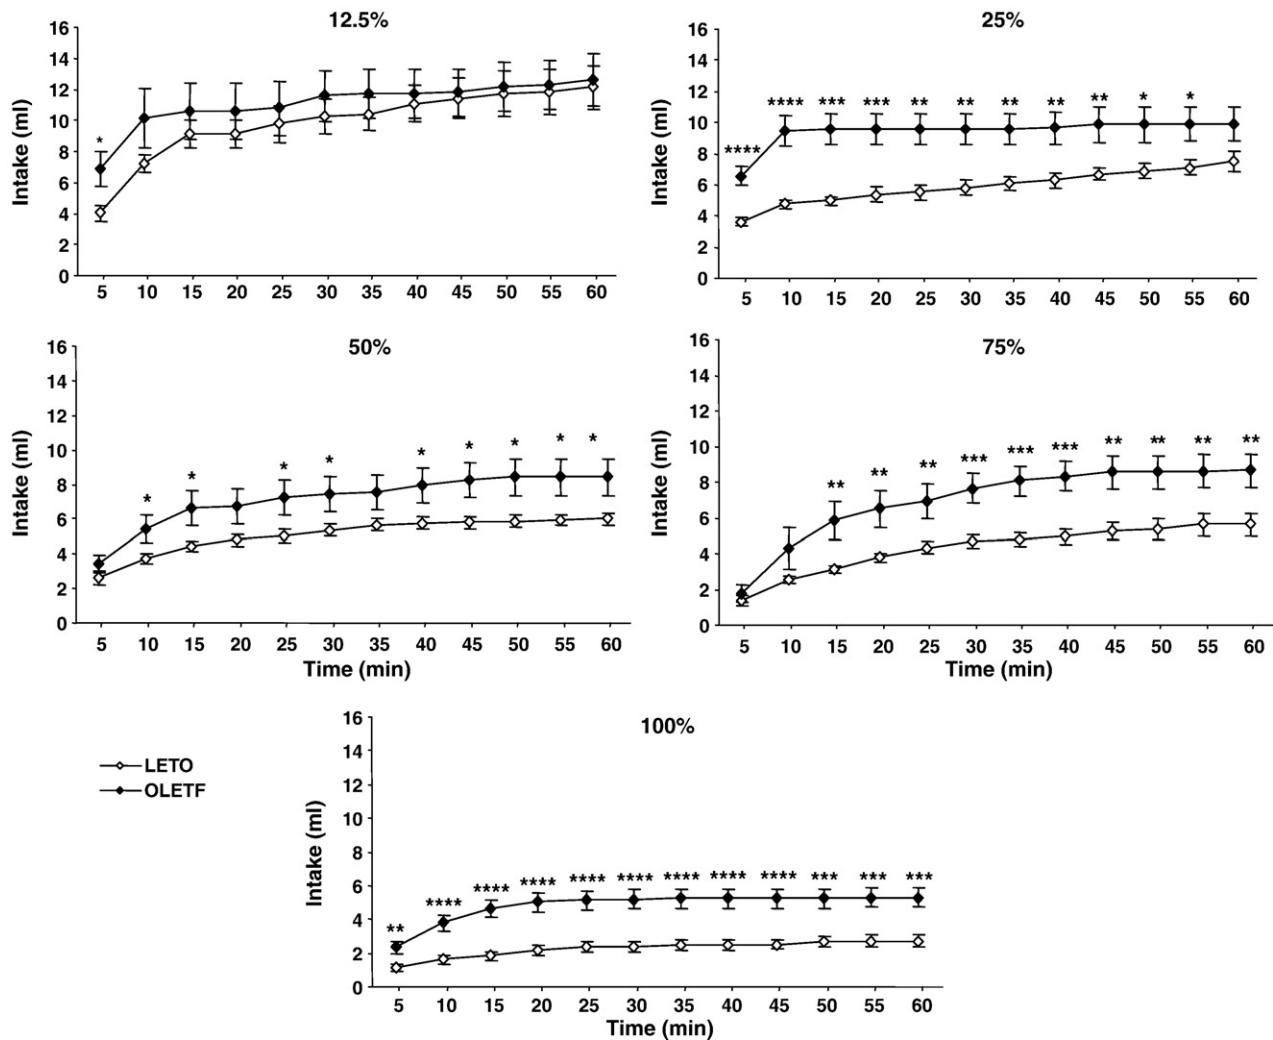 12.5%
16
14
12
10
8
6
4
2
0
Intake (ml)
*
5 10 15 20 25 30 35 40 45 50 55 60
25%
16
14
12
10
8
6
4
2
0
Intake (ml)
**** **** *** *** ** ** ** ** ** * *
5 10 15 20 25 30 35 40 45 50 55 60
50%
16
14
12
10
8
6
4
2
0
Intake (ml)
* * * * * * * * *
5 10 15 20 25 30 35 40 45 50 55 60
Time (min)
75%
16
14
12
10
8
6
4
2
0
Intake (ml)
** ** ** *** *** *** ** ** ** **
5 10 15 20 25 30 35 40 45 50 55 60
Time (min)
LETO
OLETF
100%
16
14
12
10
8
6
4
2
0
Intake (ml)
** **** **** **** **** **** **** **** **** *** *** ***
5 10 15 20 25 30 35 40 45 50 55 60
Time (min)